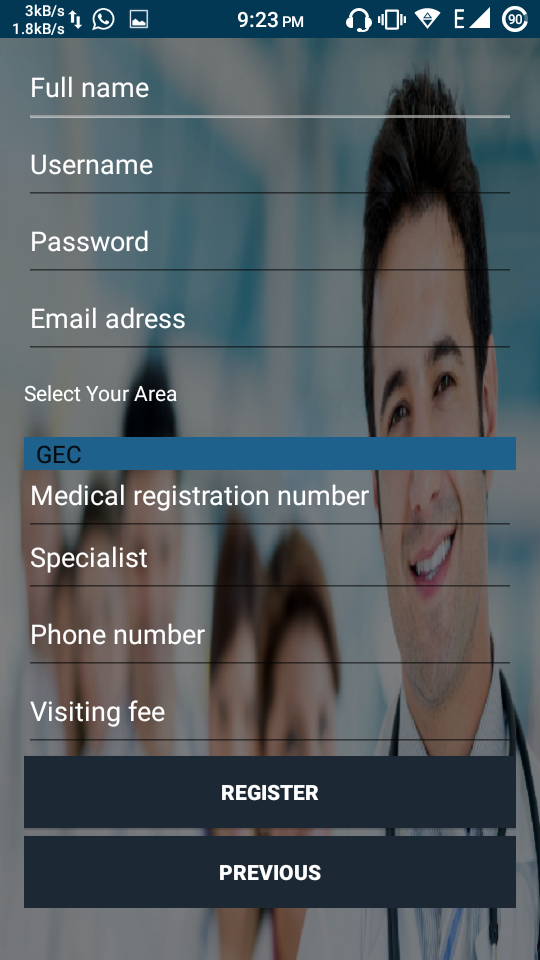 3kB/s
1.8kB/s
9:23 PM
E
90
Full name
Username
Password
Email adress
Select Your Area
GEC
Medical registration number
Specialist
Phone number
Visiting fee
REGISTER
PREVIOUS